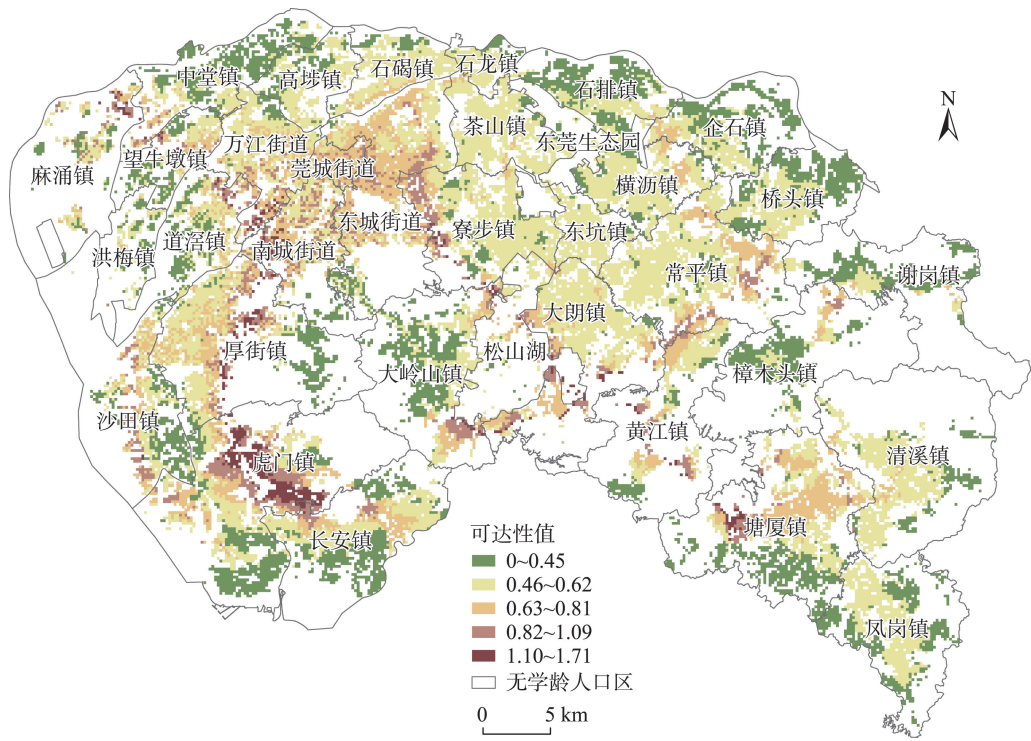 中堂镇
高埗镇
石碣镇
石龙镇
石排镇
N
麻涌镇
望牛墩镇
万江街道
莞城街道
茶山镇
东莞生态园
企石镇
横沥镇
桥头镇
洪梅镇
道滘镇
南城街道
东城街道
寮步镇
东坑镇
常平镇
谢岗镇
厚街镇
大岭山镇
松山湖
大朗镇
樟木头镇
沙田镇
虎门镇
黄江镇
清溪镇
长安镇
塘厦镇
凤岗镇
可达性值
0~0.45
0.46~0.62
0.63~0.81
0.82~1.09
1.10~1.71
无学龄人口区
0 5 km